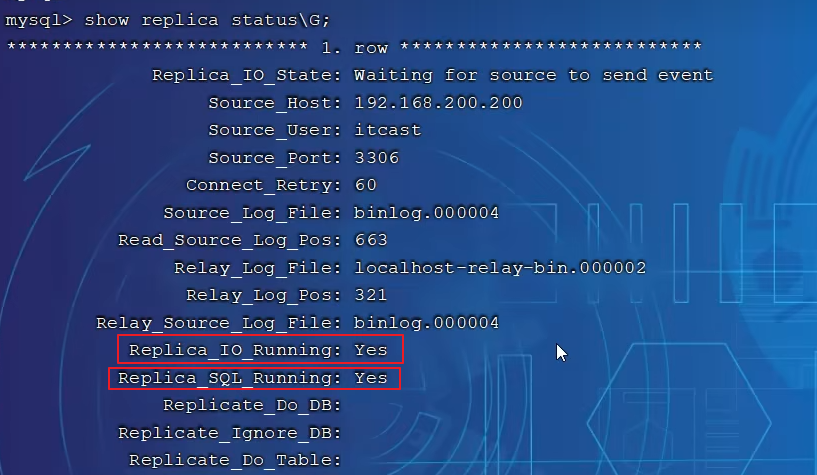 mysql> show replica status\G;
*************************** 1. row ***************************
Replica_IO_State: Waiting for source to send event
Source_Host: 192.168.200.200
Source_User: itcast
Source_Port: 3306
Connect_Retry: 60
Source_Log_File: binlog.000004
Read_Source_Log_Pos: 663
Relay_Log_File: localhost-relay-bin.000002
Relay_Log_Pos: 321
Relay_Source_Log_File: binlog.000004
Replica_IO_Running: Yes
Replica_SQL_Running: Yes
Replicate_Do_DB:
Replicate_Ignore_DB:
Replicate_Do_Table: